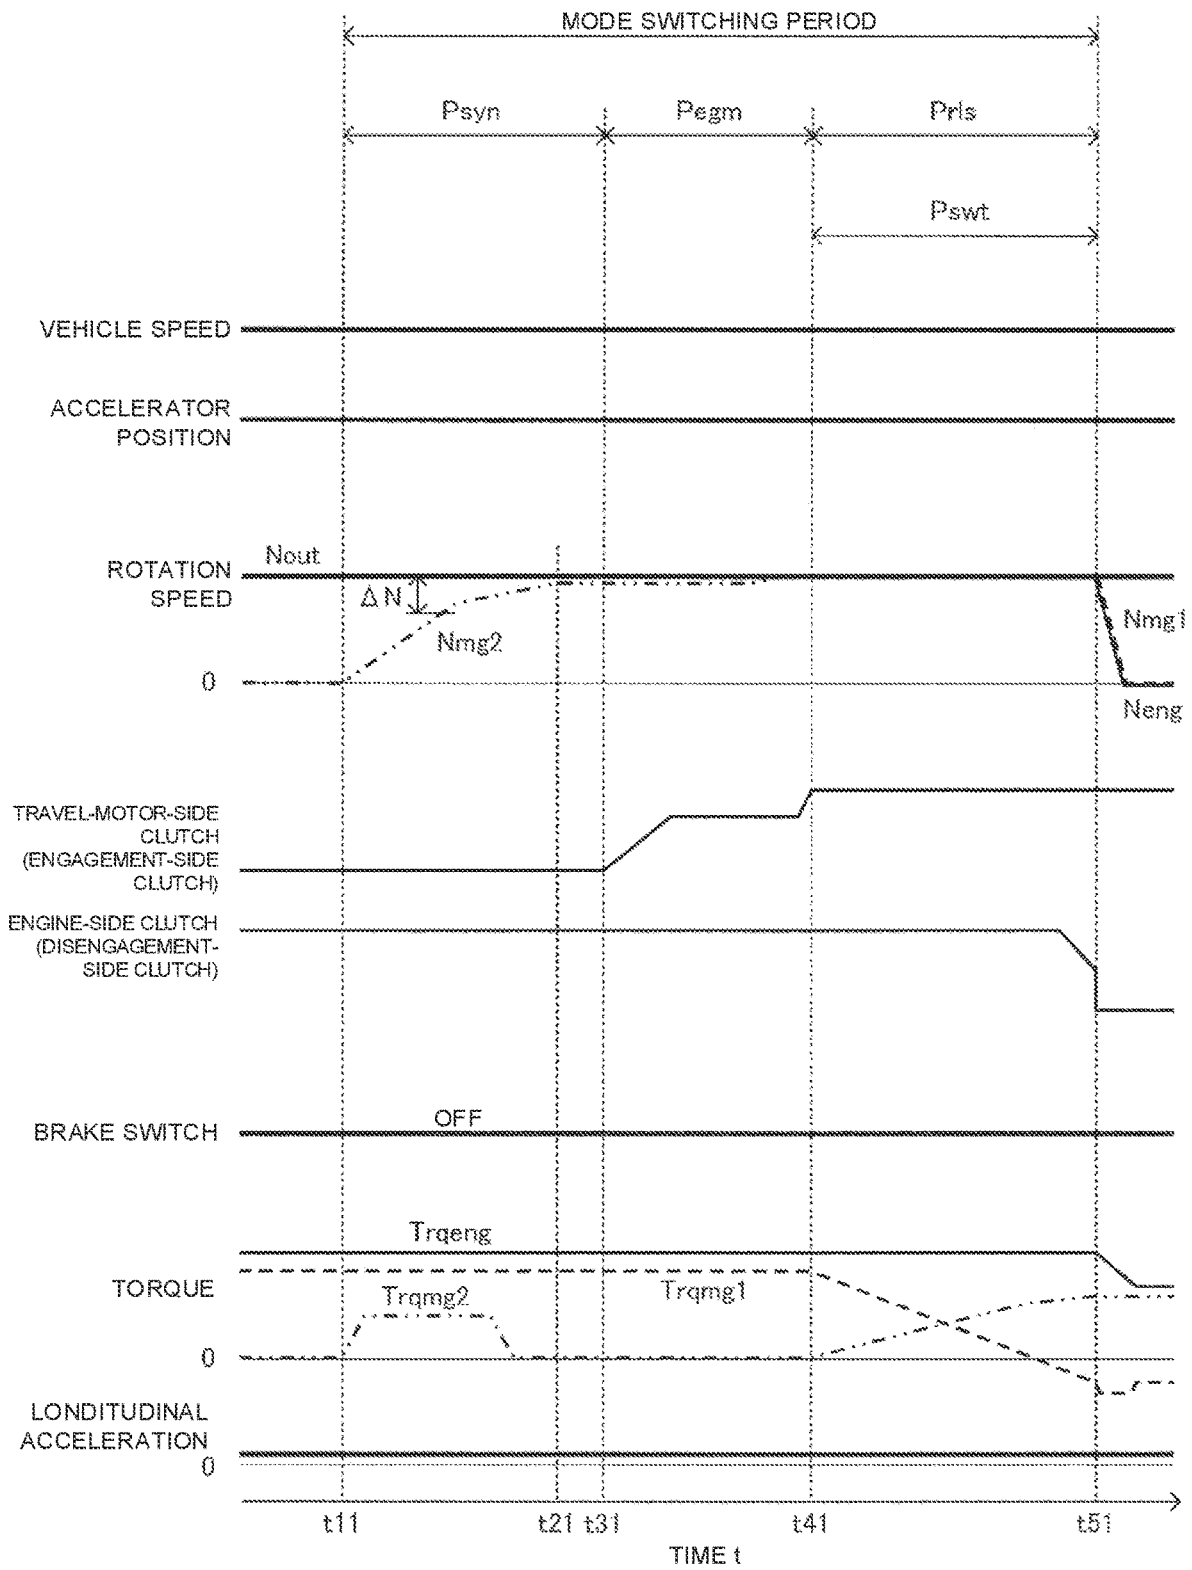 MODE SWITCHING PERIOD
Psyn
Pegm
Prls
Pswt
VEHICLE SPEED
ACCELERATOR
POSITION
Nout
ROTATION
SPEED
ΔN
Nmg2
Nmg1
0
Neng
TRAVEL-MOTOR-SIDE
CLUTCH
(ENGAGEMENT-SIDE
CLUTCH)
ENGINE-SIDE CLUTCH
(DISENGAGEMENT-
SIDE CLUTCH)
OFF
BRAKE SWITCH
Trqeng
TORQUE
Trqmg2
Trqmg1
0
LONDITUDINAL
ACCELERATION
0
t11
t21
t31
t41
t51
TIME t